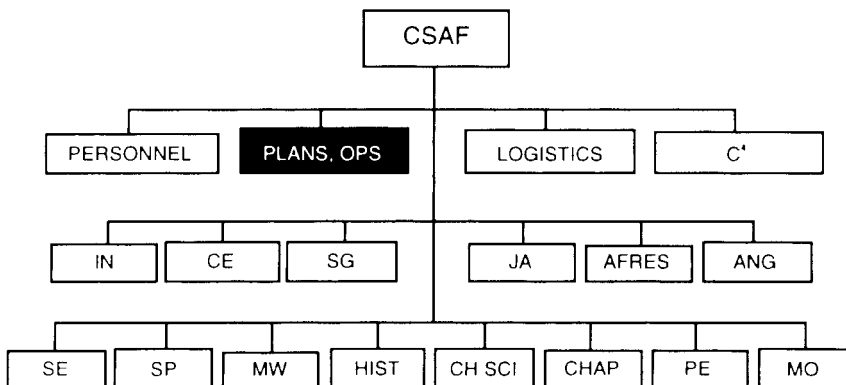 CSAF
PERSONNEL PLANS, OPS LOGISTICS C⁴
IN CE SG JA AFRES ANG
SE SP MW HIST CH SCI CHAP PE MO